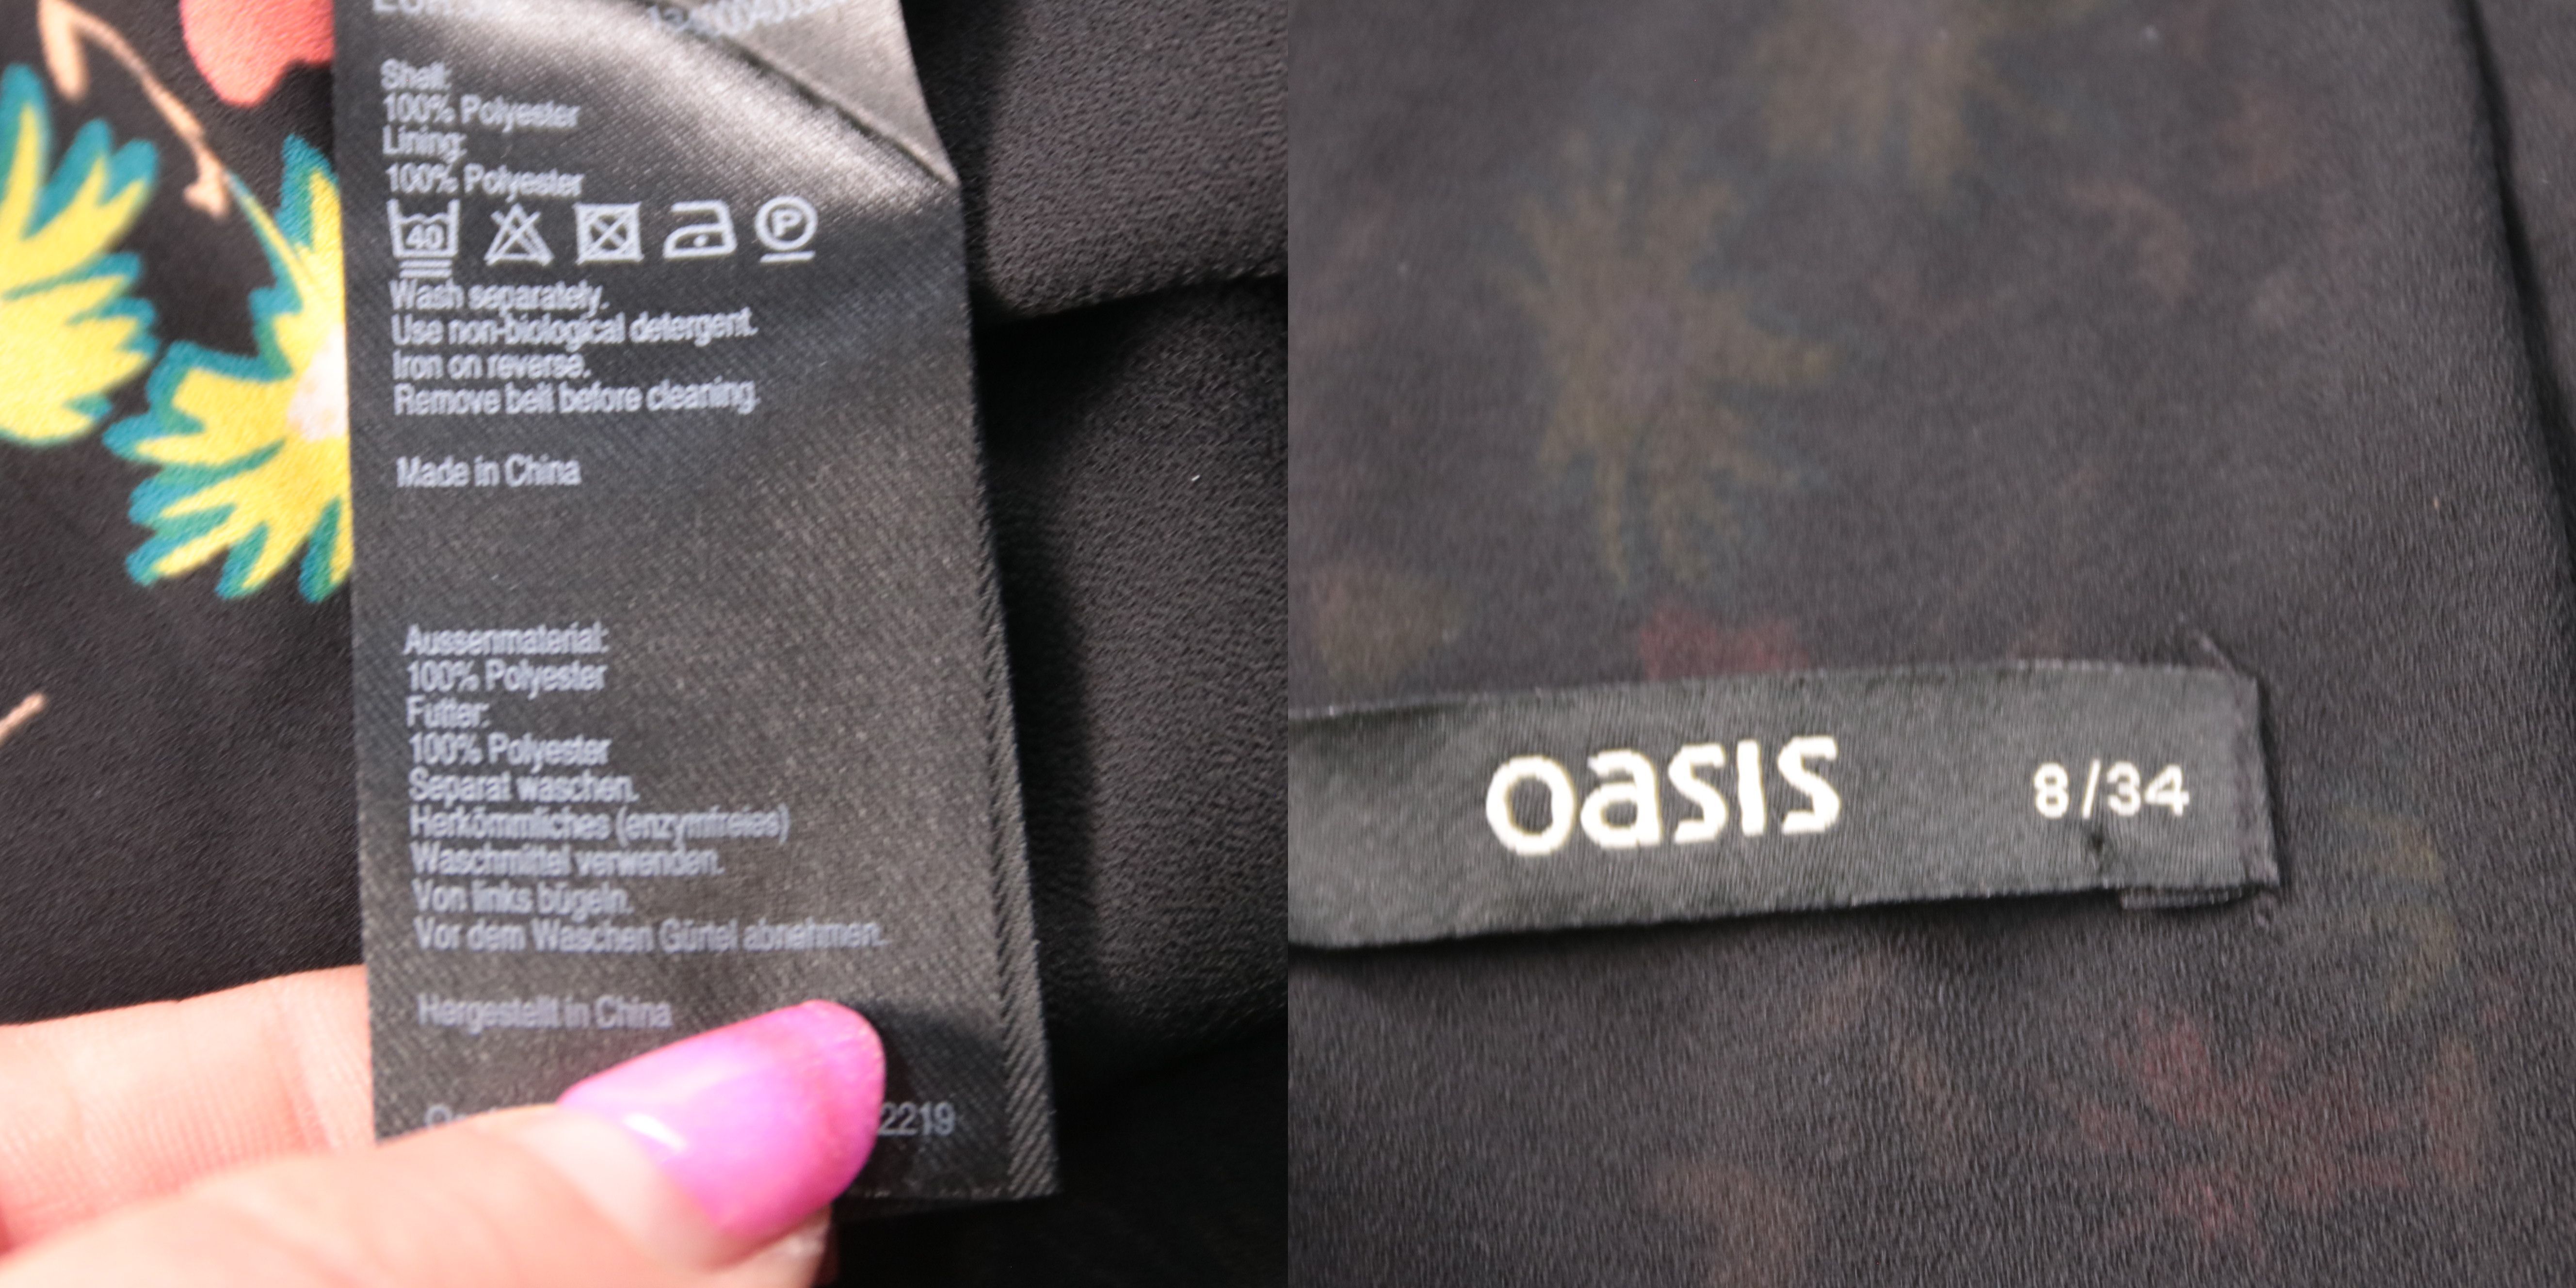 Shell:
100% Polyester
Lining:
100% Polyester
40
P
Wash separately.
Use non-biological detergent.
Iron on reverse.
Remove belt before cleaning.
Made in China
Aussenmaterial:
100% Polyester
Futter:
100% Polyester
Separat waschen.
Herkömmliches (enzymfreies)
Waschmittel verwenden.
Von links bügeln.
Vor dem Waschen Gürtel abnehmen.
Hergestellt in China
2219
oasis 8/34